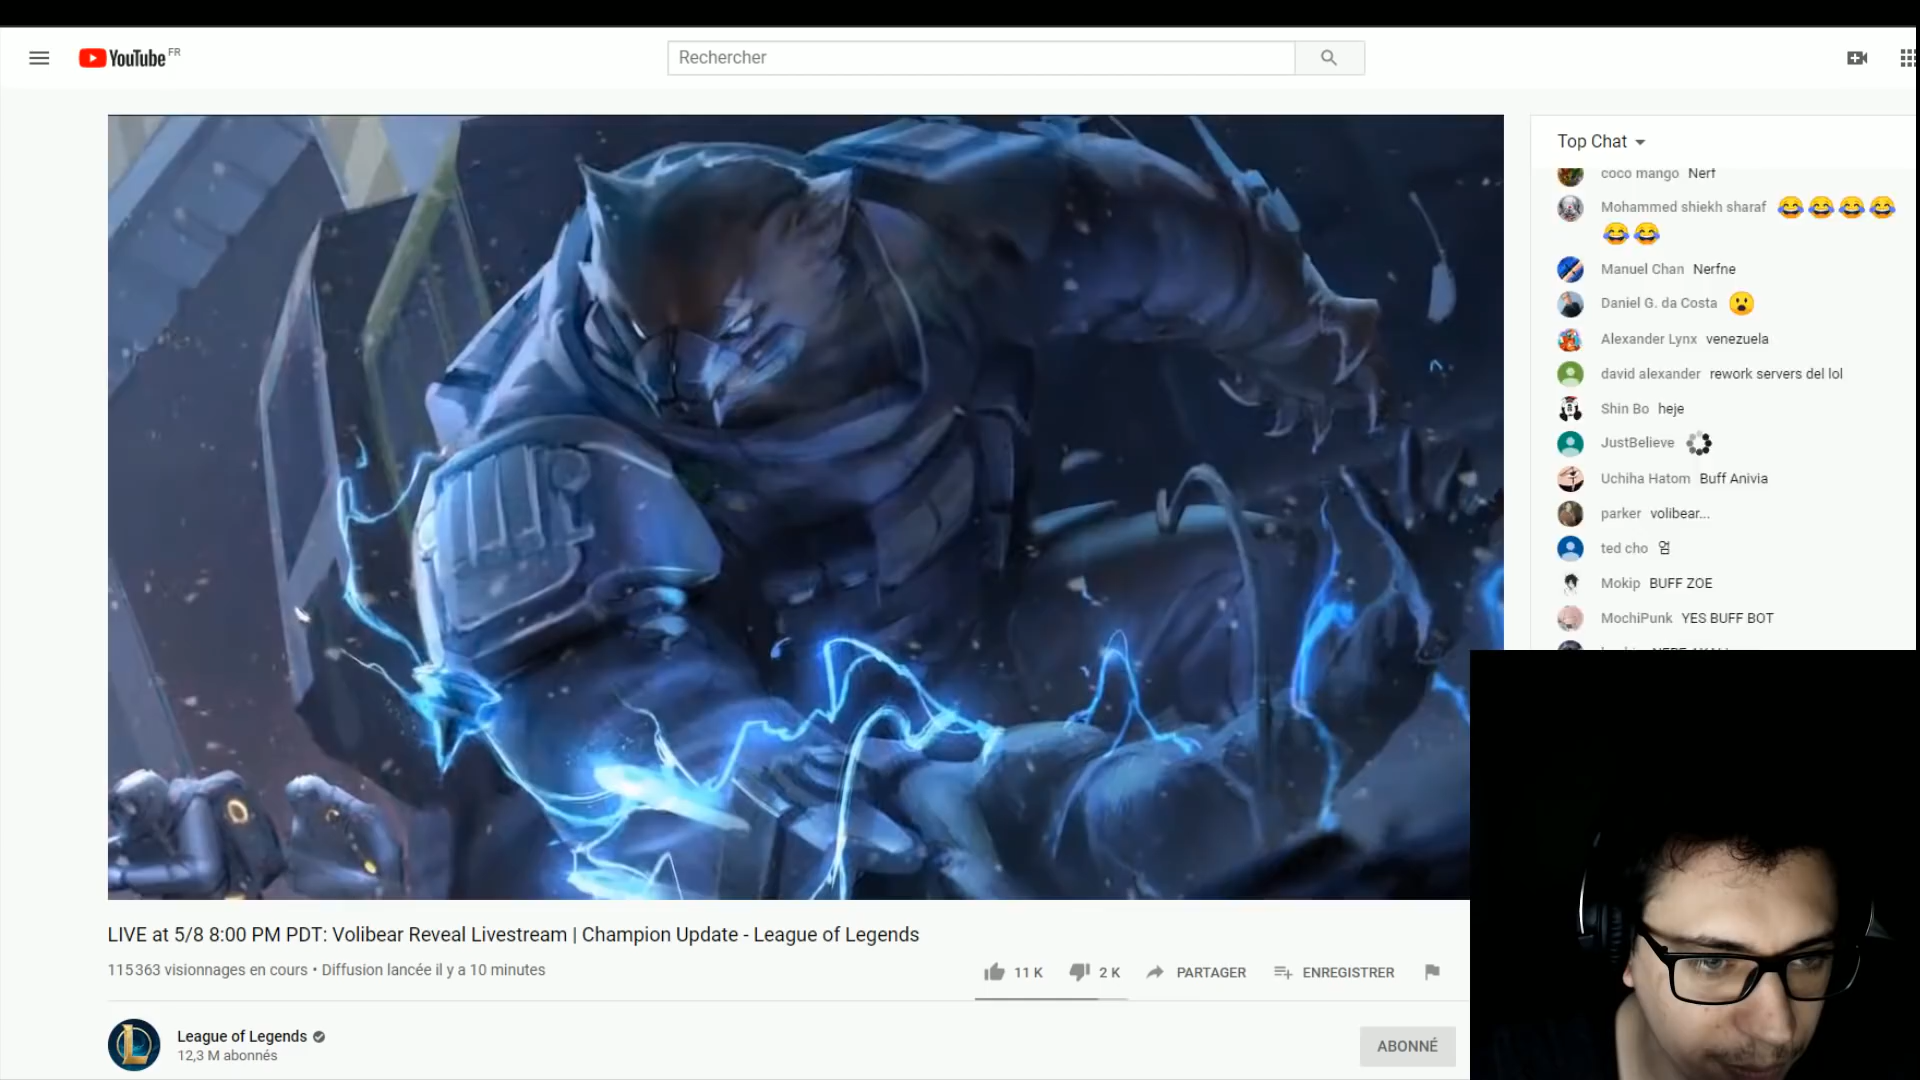 YouTube FR
Rechercher
Top Chat
coco mango Nerf
Mohammed shiekh sharaf 😂😂😂😂
😂😂
Manuel Chan Nerfne
Daniel G. da Costa 😮
Alexander Lynx venezuela
david alexander rework servers del lol
Shin Bo heje
JustBelieve
Uchiha Hatom Buff Anivia
parker volibear...
ted cho 엄
Mokip BUFF ZOE
MochiPunk YES BUFF BOT
LIVE at 5/8 8:00 PM PDT: Volibear Reveal Livestream | Champion Update - League of Legends
115 363 visionnages en cours • Diffusion lancée il y a 10 minutes
11 K
2 K
PARTAGER
ENREGISTRER
League of Legends
12,3 M abonnés
ABONNÉ